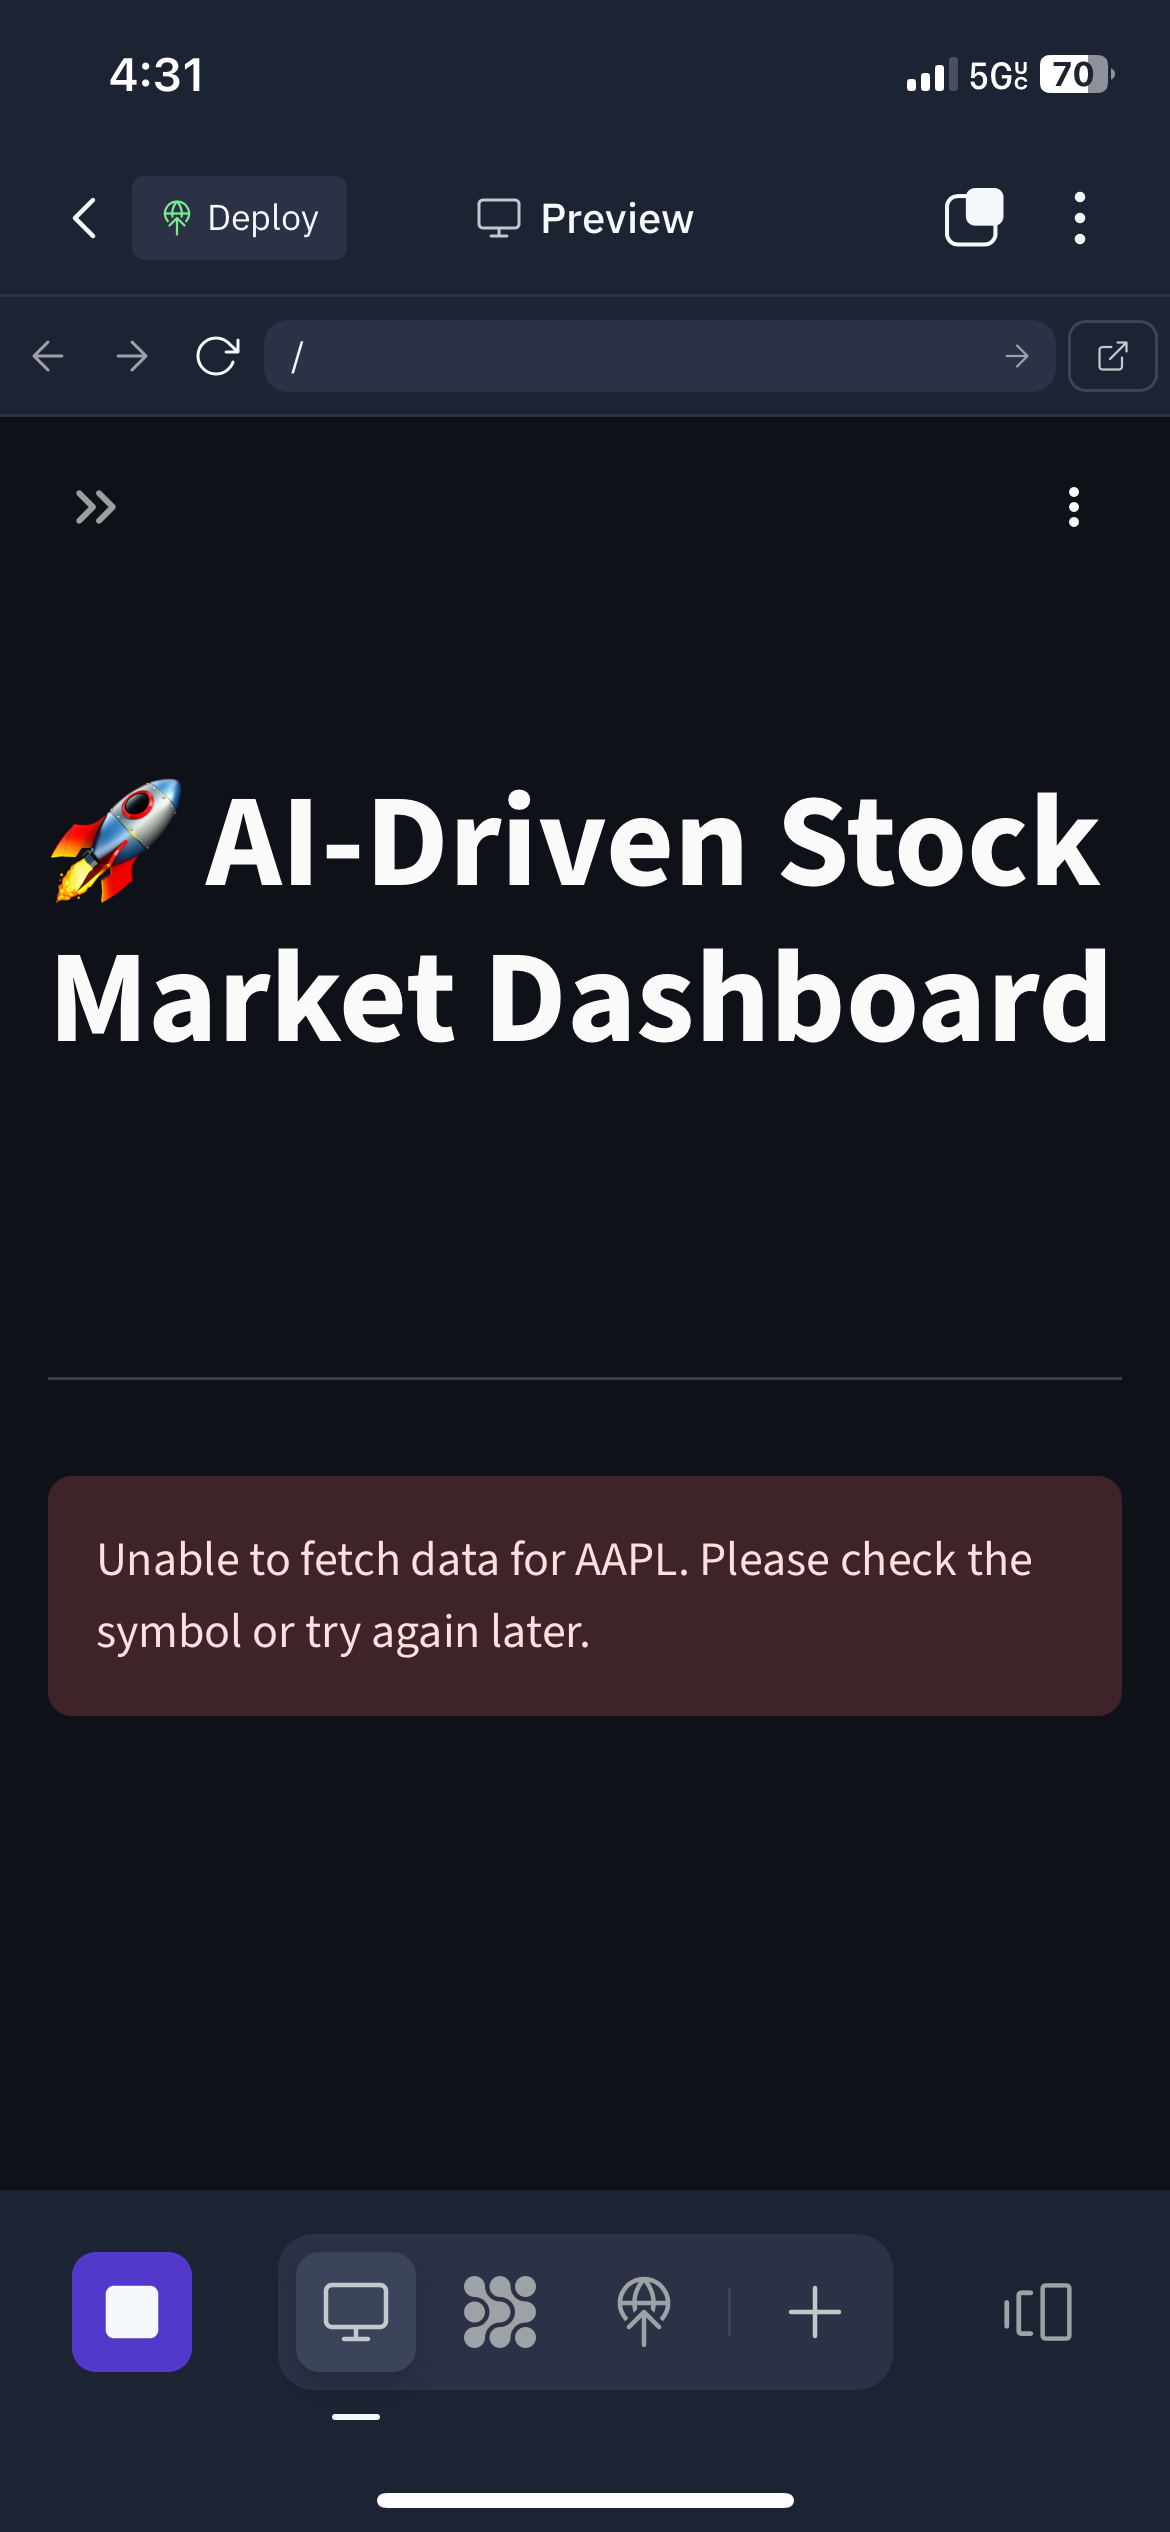 4:31
5GUC 70
Deploy
Preview
/
🚀 AI-Driven Stock
Market Dashboard
Unable to fetch data for AAPL. Please check the
symbol or try again later.